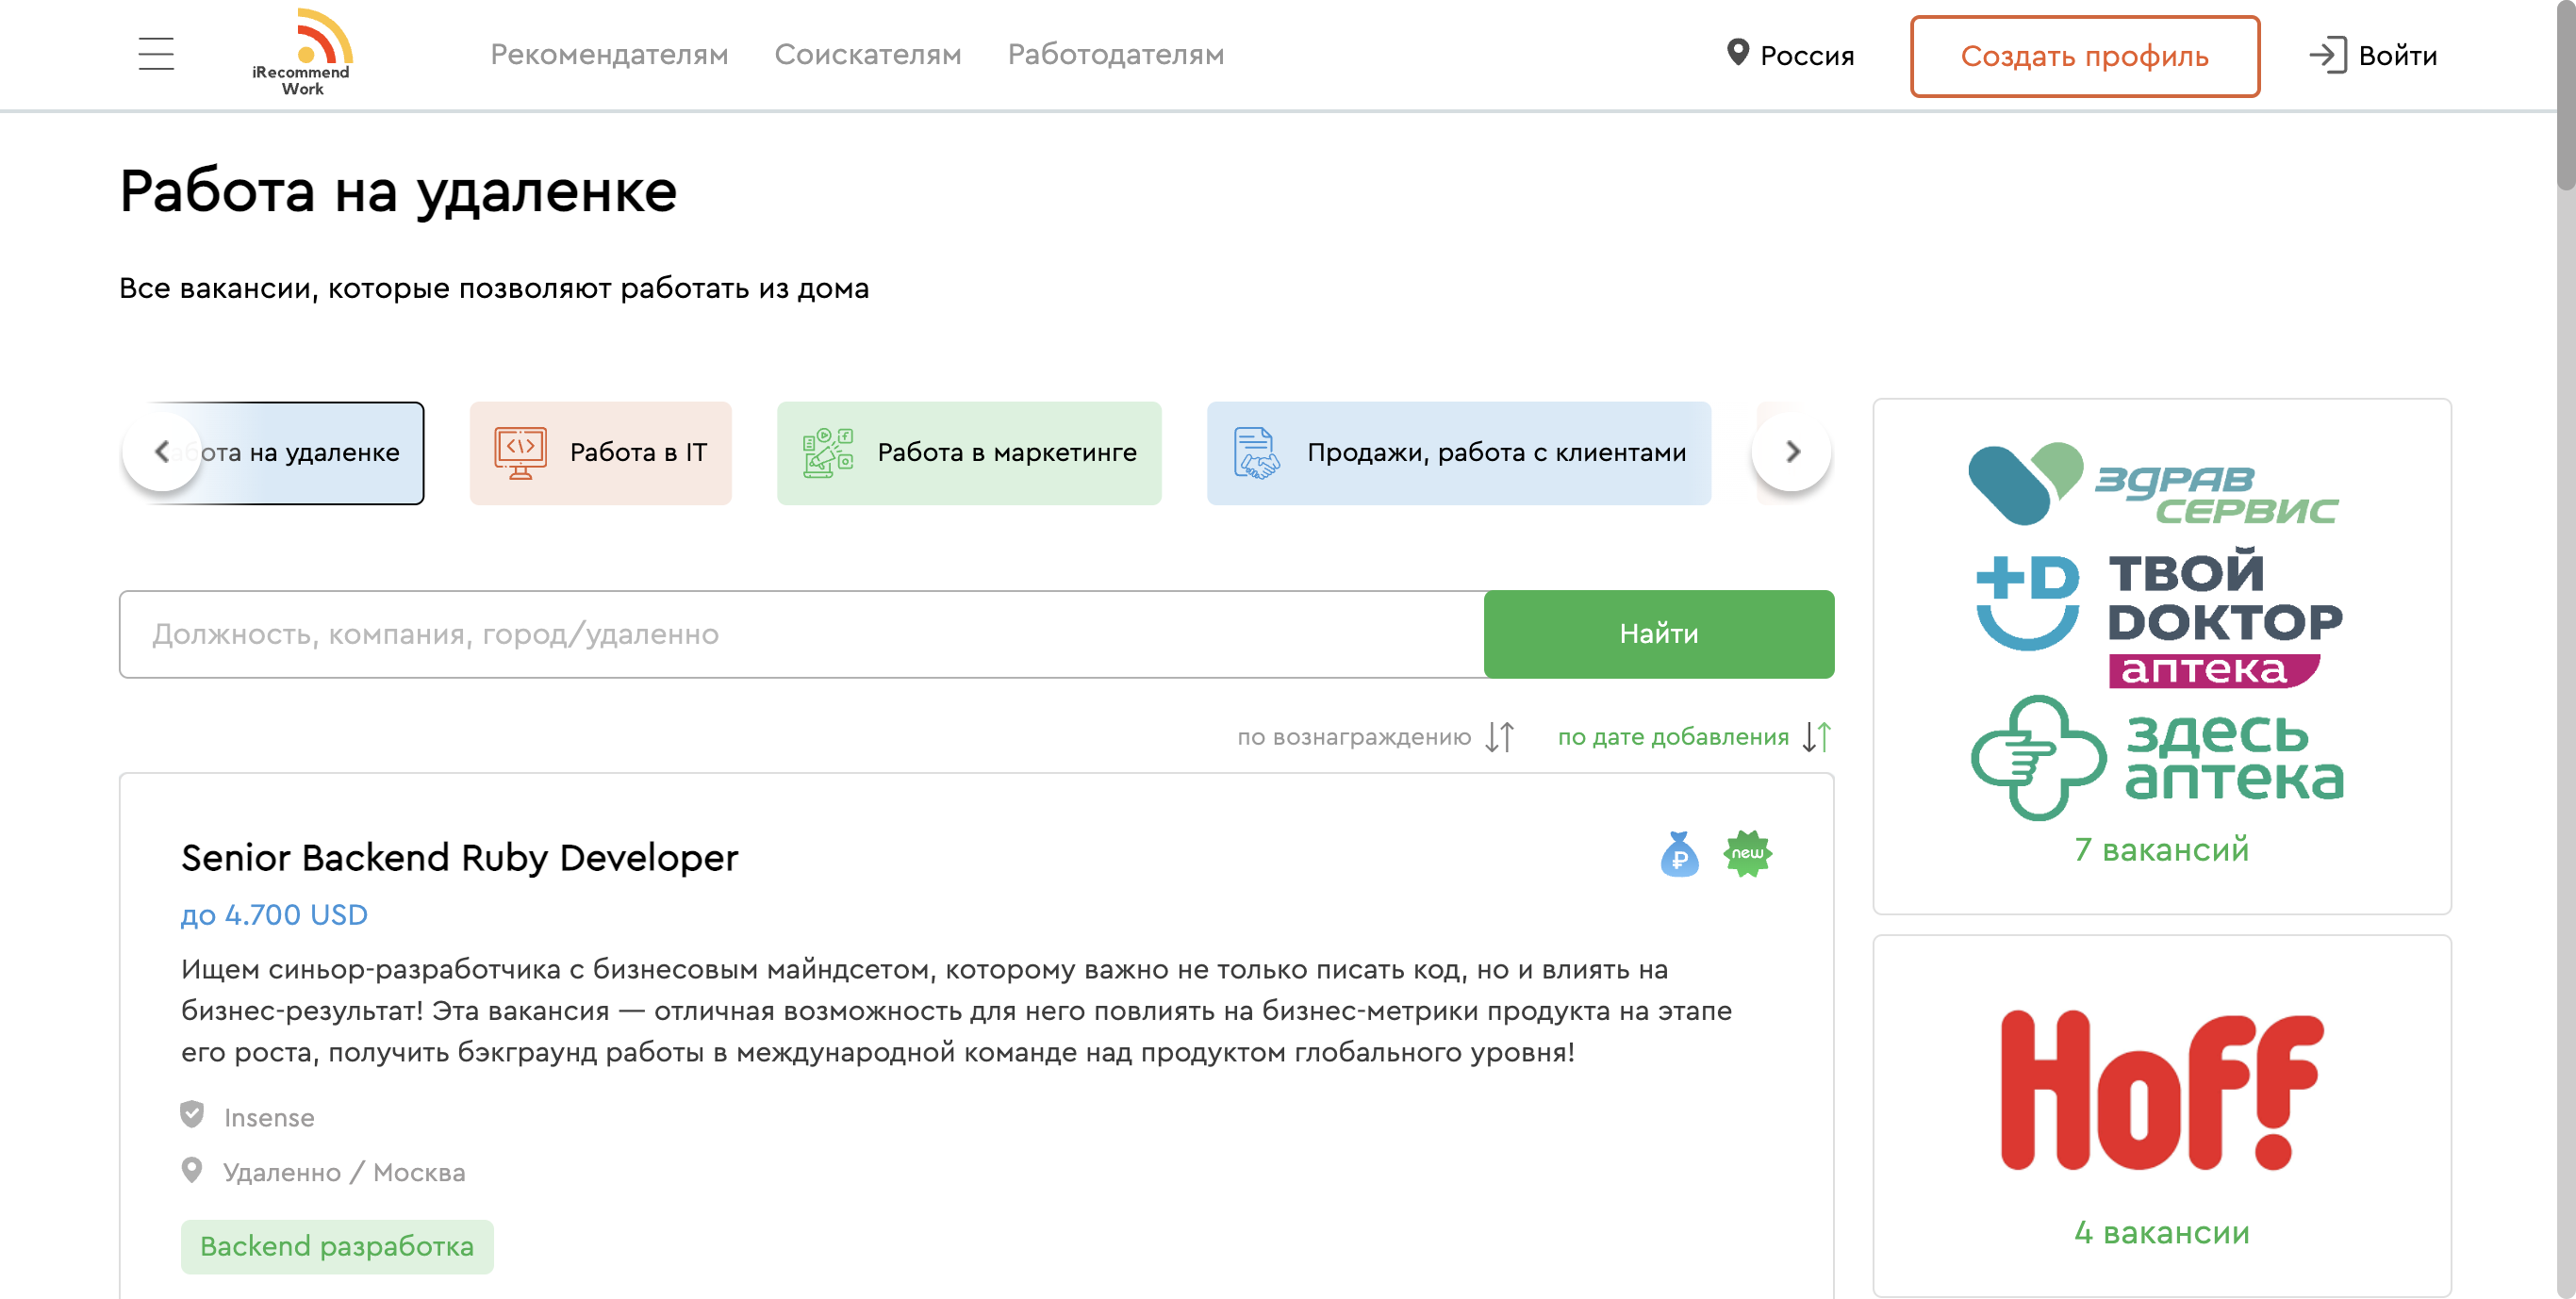 iRecommend
Work
Рекомендателям
Соискателям
Работодателям
Россия
Создать профиль
Войти
Работа на удаленке
Все вакансии, которые позволяют работать из дома
на удаленке
Работа в IT
Работа в маркетинге
Продажи, работа с клиентами
Должность, компания, город/удаленно
Найти
по вознаграждению
по дате добавления
Senior Backend Ruby Developer
₽
new
до 4.700 USD
Ищем синьор-разработчика с бизнесовым майндсетом, которому важно не только писать код, но и влиять на
бизнес-результат! Эта вакансия — отличная возможность для него повлиять на бизнес-метрики продукта на этапе
его роста, получить бэкграунд работы в международной команде над продуктом глобального уровня!
Insense
Удаленно / Москва
Backend разработка
ЗДРАВ
СЕРВИС
+D
ТВОЙ
DОКТОР
аптека
здесь
аптека
7 вакансий
Hoff
4 вакансии